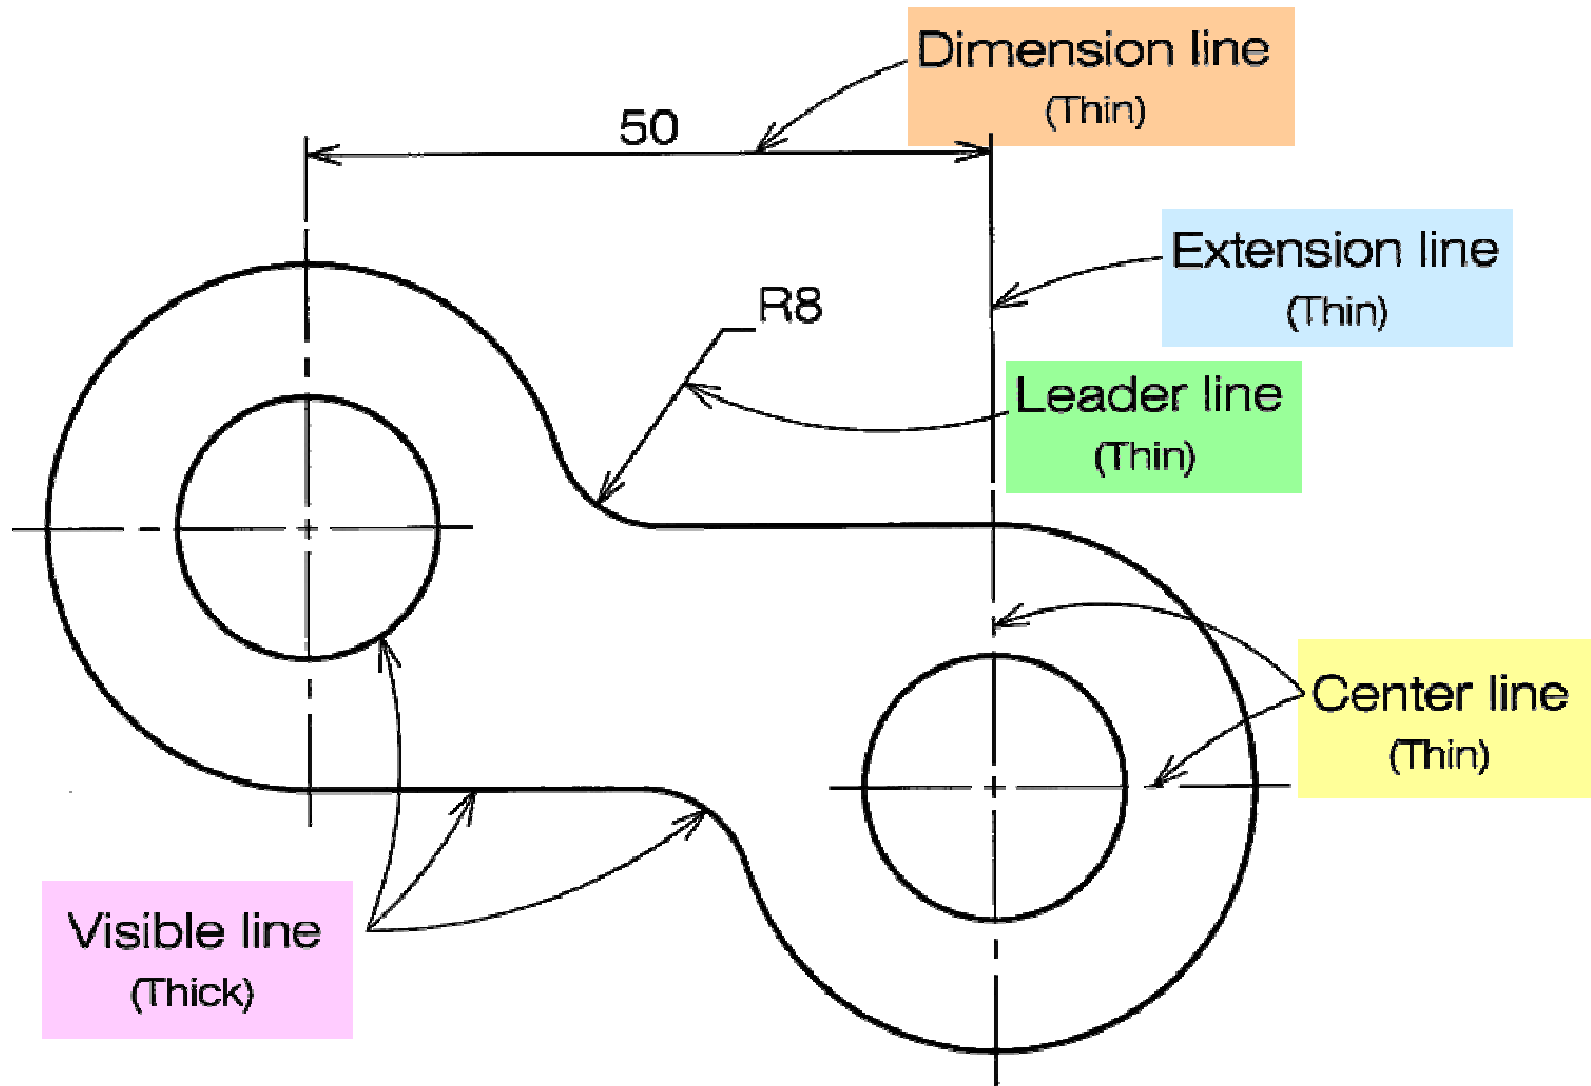 Dimension line
(Thin)
50
Extension line
(Thin)
R8
Leader line
(Thin)
Center line
(Thin)
Visible line
(Thick)